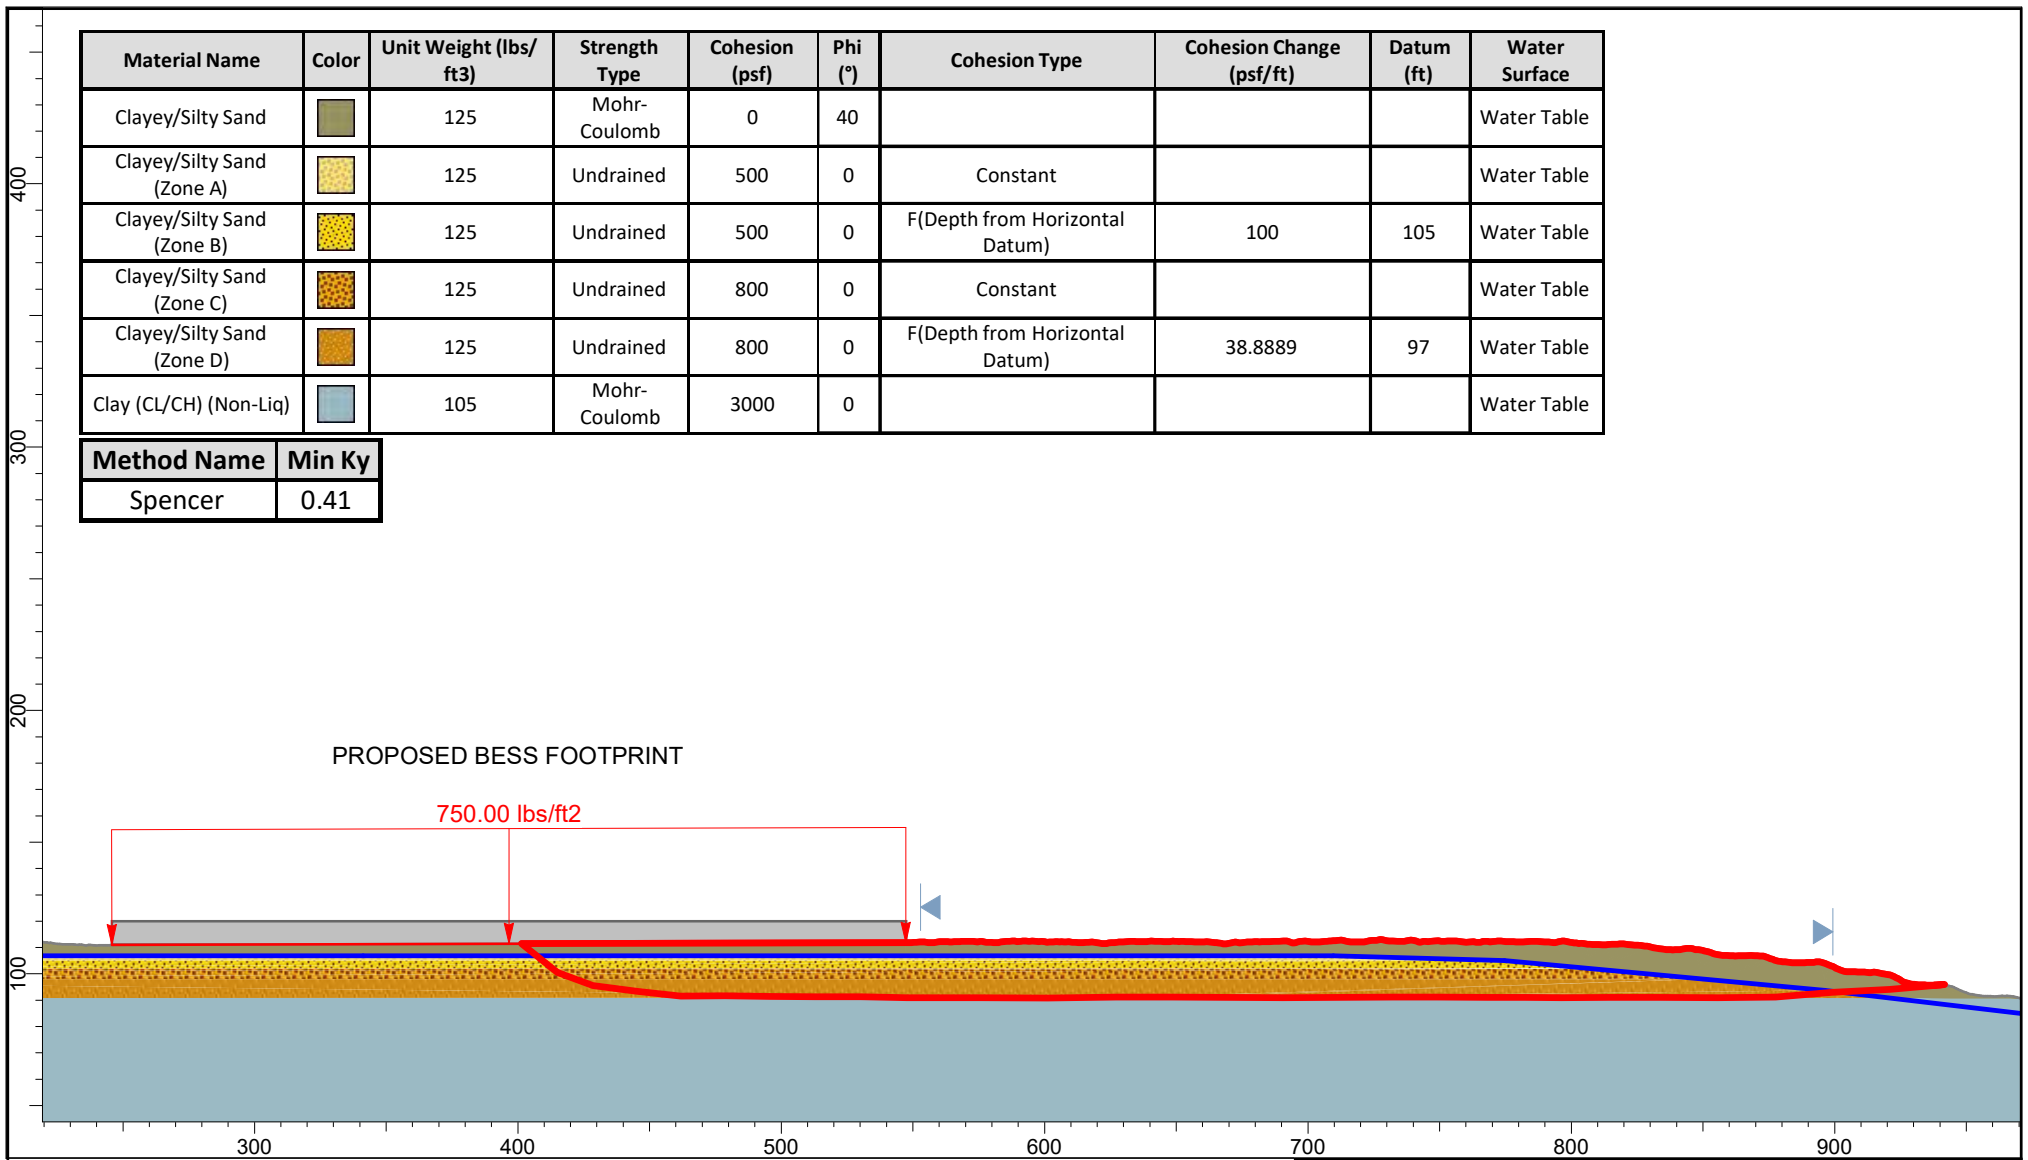 Material Name Color Unit Weight (lbs/ft3) Strength Type Cohesion (psf) Phi (°) Cohesion Type Cohesion Change (psf/ft) Datum (ft) Water Surface
Clayey/Silty Sand 125 Mohr-Coulomb 0 40 Water Table
Clayey/Silty Sand (Zone A) 125 Undrained 500 0 Constant Water Table
Clayey/Silty Sand (Zone B) 125 Undrained 500 0 F(Depth from Horizontal Datum) 100 105 Water Table
Clayey/Silty Sand (Zone C) 125 Undrained 800 0 Constant Water Table
Clayey/Silty Sand (Zone D) 125 Undrained 800 0 F(Depth from Horizontal Datum) 38.8889 97 Water Table
Clay (CL/CH) (Non-Liq) 105 Mohr-Coulomb 3000 0 Water Table
Method Name Min Ky
Spencer 0.41
400
300
200
100
PROPOSED BESS FOOTPRINT
750.00 lbs/ft2
300 400 500 600 700 800 900